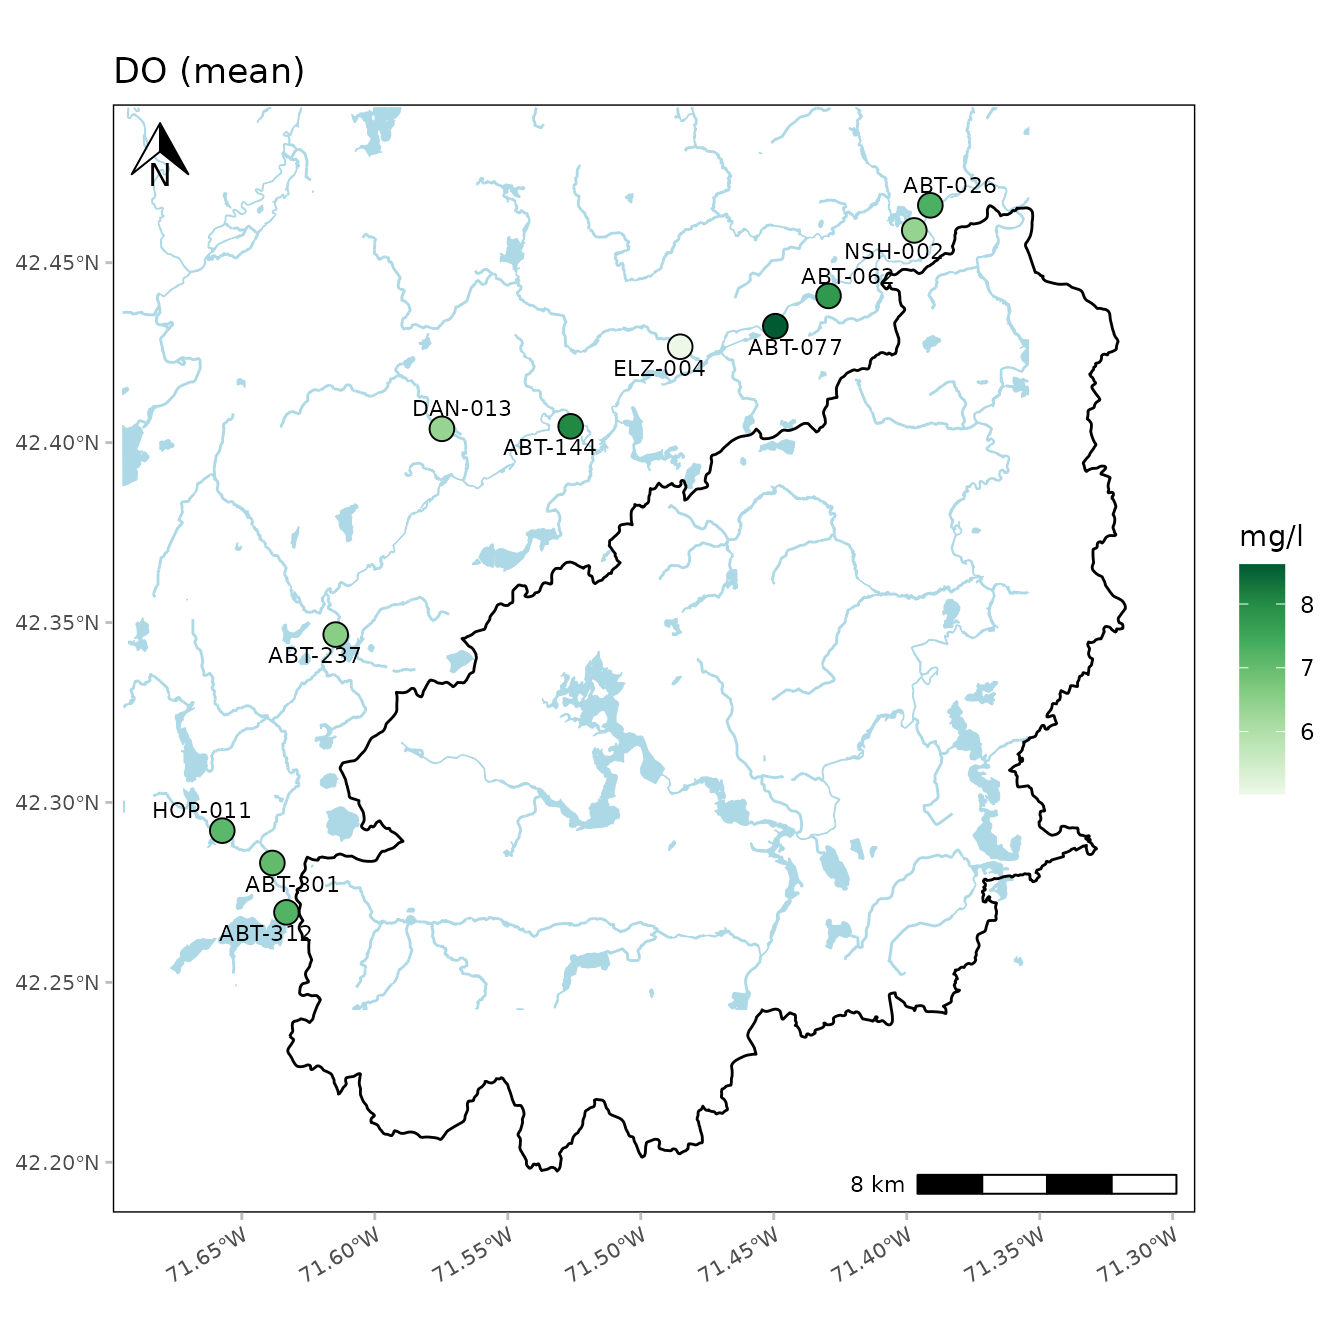 DO (mean)
N
ABT-026
NSH-002
ABT-062
ABT-077
ELZ-004
DAN-013
ABT-144
ABT-237
HOP-011
ABT-301
ABT-312
42.45°N
42.40°N
42.35°N
42.30°N
42.25°N
42.20°N
71.65°W
71.60°W
71.55°W
71.50°W
71.45°W
71.40°W
71.35°W
71.30°W
8 km
mg/l
8
7
6